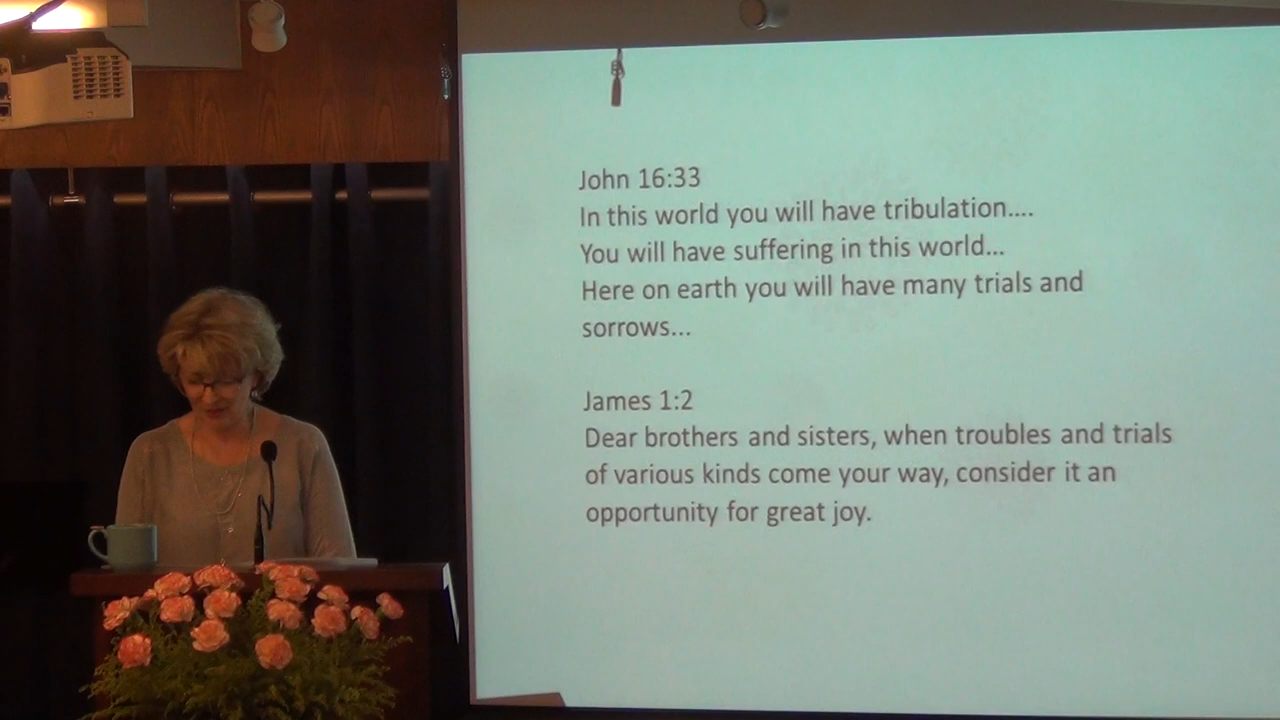 John 16:33
In this world you will have tribulation....
You will have suffering in this world...
Here on earth you will have many trials and
sorrows...
James 1:2
Dear brothers and sisters, when troubles and trials
of various kinds come your way, consider it an
opportunity for great joy.